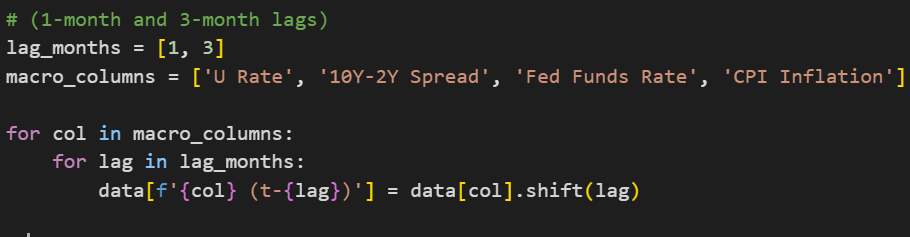 # (1-month and 3-month lags)
lag_months = [1, 3]
macro_columns = ['U Rate', '10Y-2Y Spread', 'Fed Funds Rate', 'CPI Inflation']
for col in macro_columns:
    for lag in lag_months:
        data[f'{col} (t-{lag})'] = data[col].shift(lag)